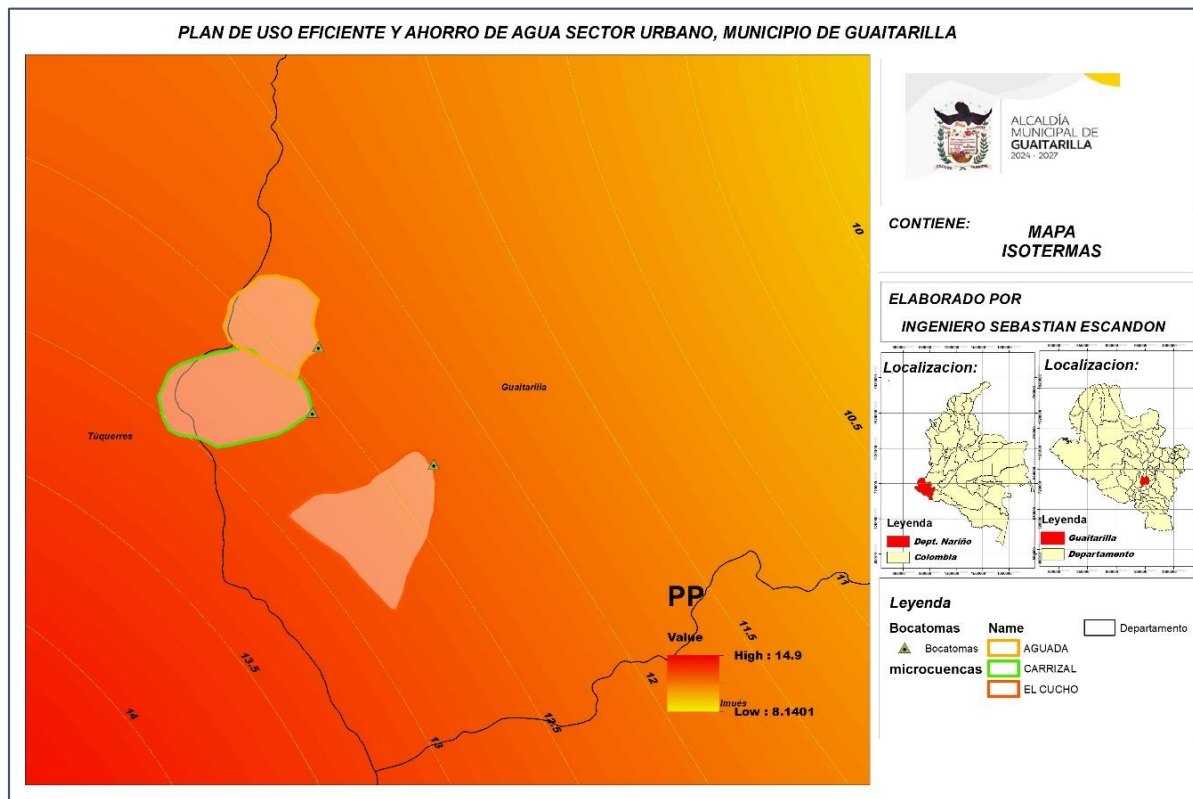 PLAN DE USO EFICIENTE Y AHORRO DE AGUA SECTOR URBANO, MUNICIPIO DE GUAITARILLA
10
10.5
11
11.5
12
12.5
13
13.5
14
Guaitarilla
Tuquerres
Imués
PP
Value
High : 14.9
Low : 8.1401
ALCALDÍA
MUNICIPAL DE
GUAITARILLA
2024 - 2027
CONTIENE:
MAPA
ISOTERMAS
ELABORADO POR
INGENIERO SEBASTIAN ESCANDON
Localizacion:
Leyenda
Dept. Nariño
Colombia
Localizacion:
Leyenda
Guaitarilla
Departamento
Leyenda
Bocatomas
Bocatomas
microcuencas
Name
AGUADA
CARRIZAL
EL CUCHO
Departamento